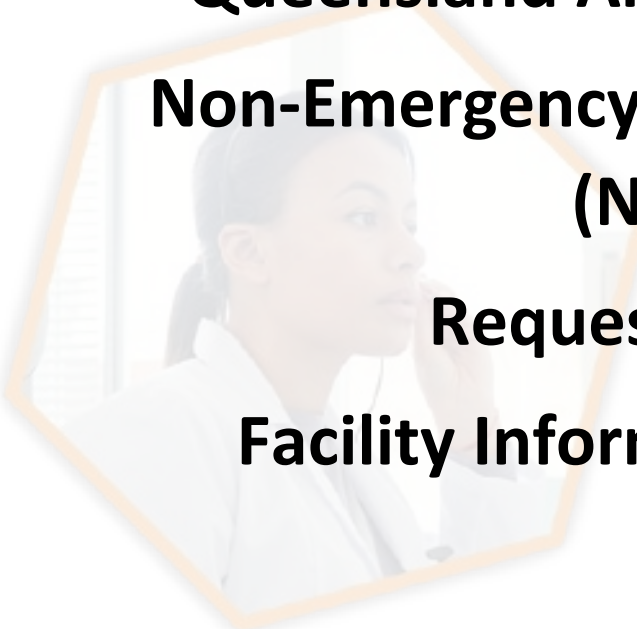 Queensland A
Non-Emergency
(N
Reques
Facility Infor